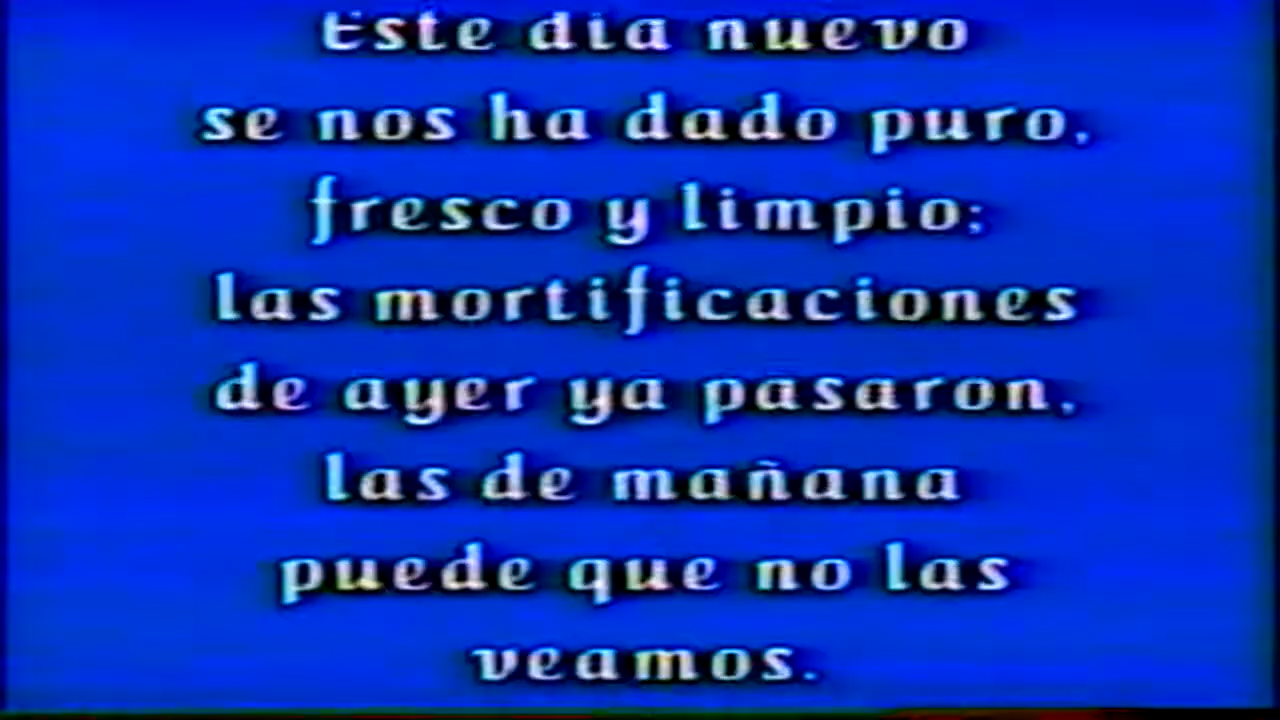 Este dia nuevo
se nos ha dado puro,
fresco y limpio;
las mortificaciones
de ayer ya pasaron,
las de mañana
puede que no las
veamos.